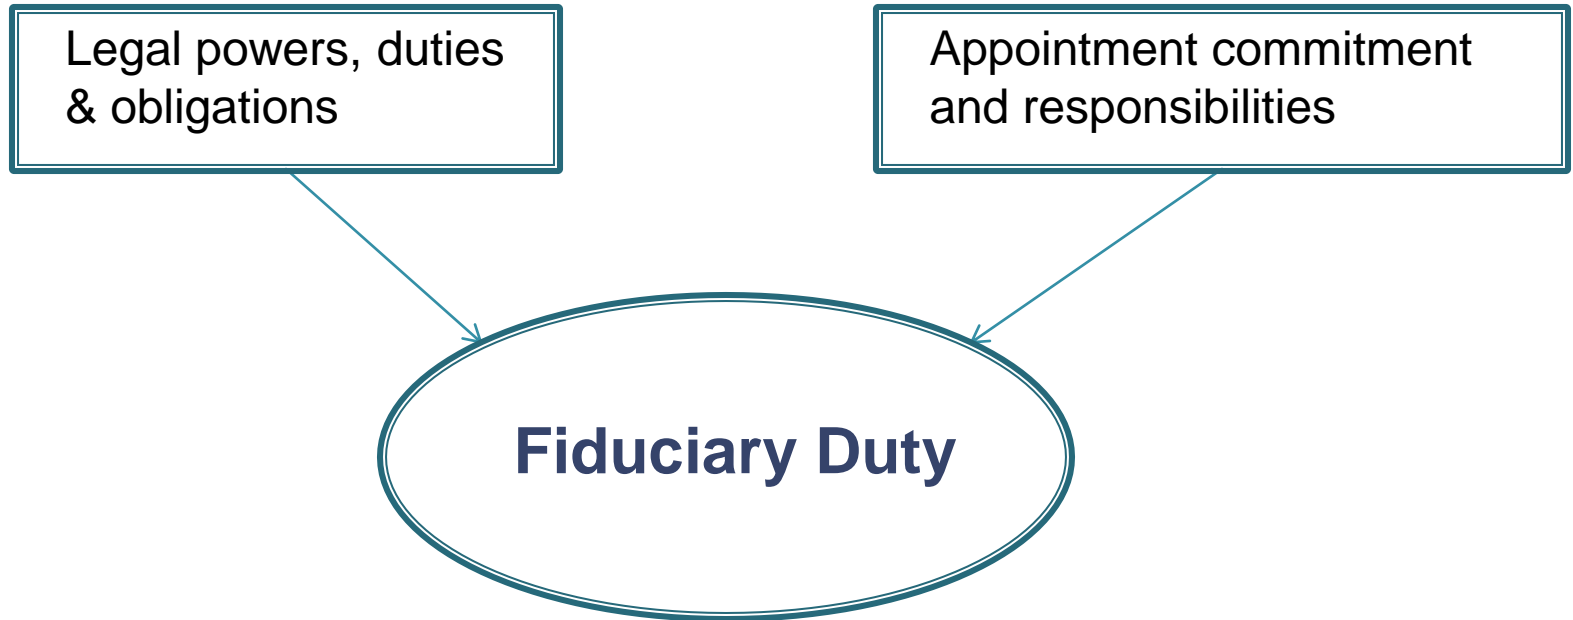 Legal powers, duties
& obligations
Appointment commitment
and responsibilities
Fiduciary Duty